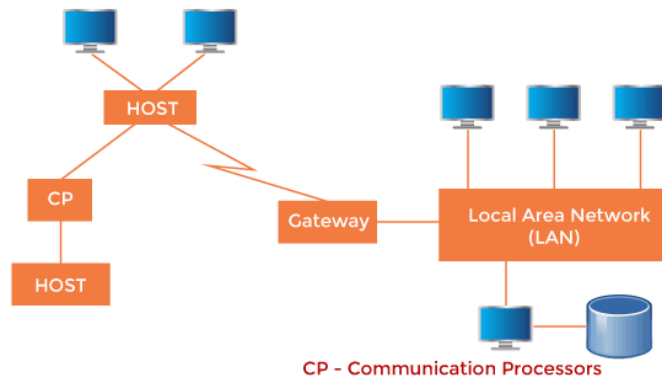 HOST
CP
HOST
Gateway
Local Area Network
(LAN)
CP - Communication Processors